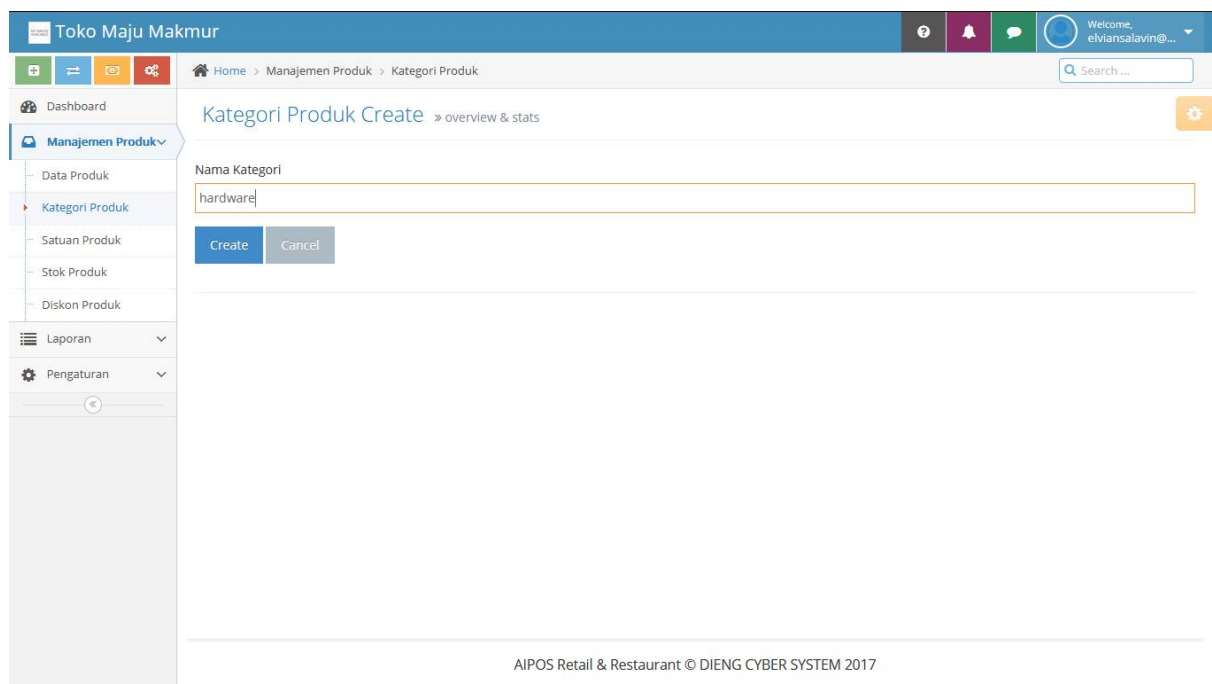 Toko Maju Makmur
Welcome,
elviansalavin@...
Home > Manajemen Produk > Kategori Produk
Search ...
Dashboard
Kategori Produk Create » overview & stats
Manajemen Produk
Nama Kategori
Data Produk
hardware
Kategori Produk
Satuan Produk
Create Cancel
Stok Produk
Diskon Produk
Laporan
Pengaturan
AIPOS Retail & Restaurant © DIENG CYBER SYSTEM 2017